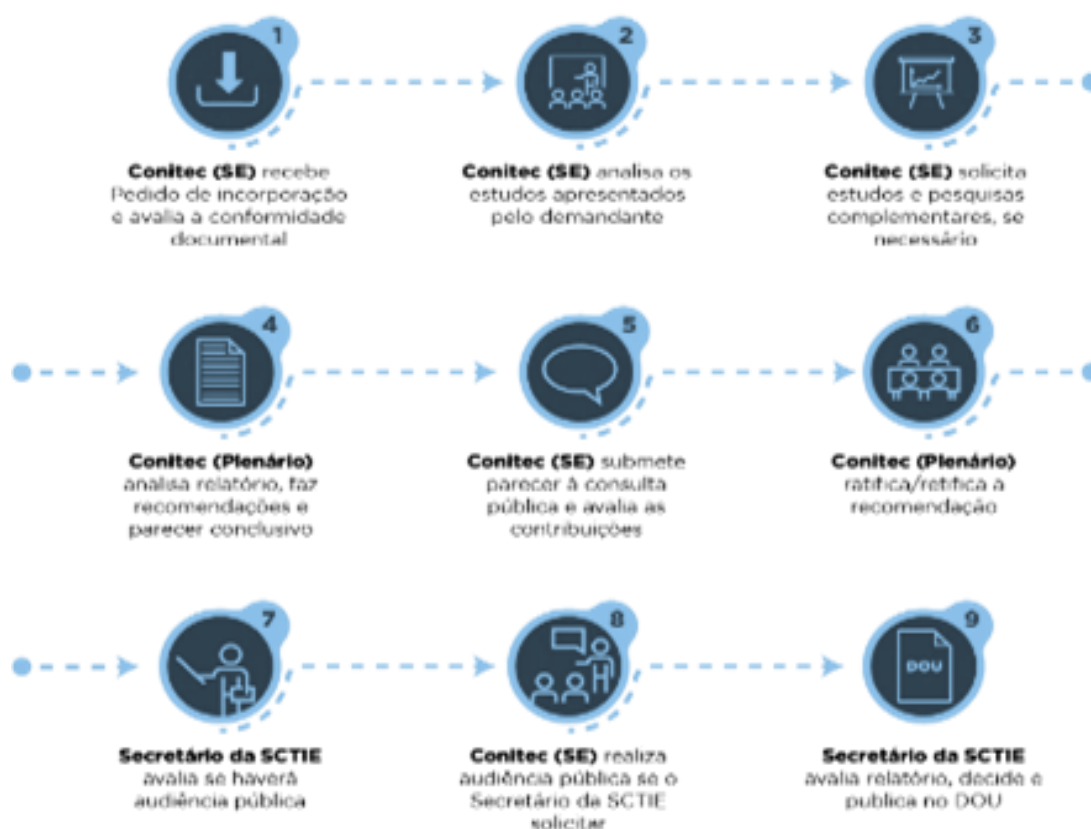 1
Conitec (SE) recebe
Pedido de incorporação
e avalia a conformidade
documental
2
Conitec (SE) analisa os
estudos apresentados
pelo demandante
3
Conitec (SE) solicita
estudos e pesquisas
complementares, se
necessário
4
Conitec (Plenário)
analisa relatório, faz
recomendações e
parecer conclusivo
5
Conitec (SE) submete
parecer à consulta
pública e avalia as
contribuições
6
Conitec (Plenário)
ratifica/retifica a
recomendação
7
Secretário da SCTIE
avalia se haverá
audiência pública
8
Conitec (SE) realiza
audiência pública se o
Secretário da SCTIE
solicitar
9
DOU
Secretário da SCTIE
avalia relatório, decide e
publica no DOU